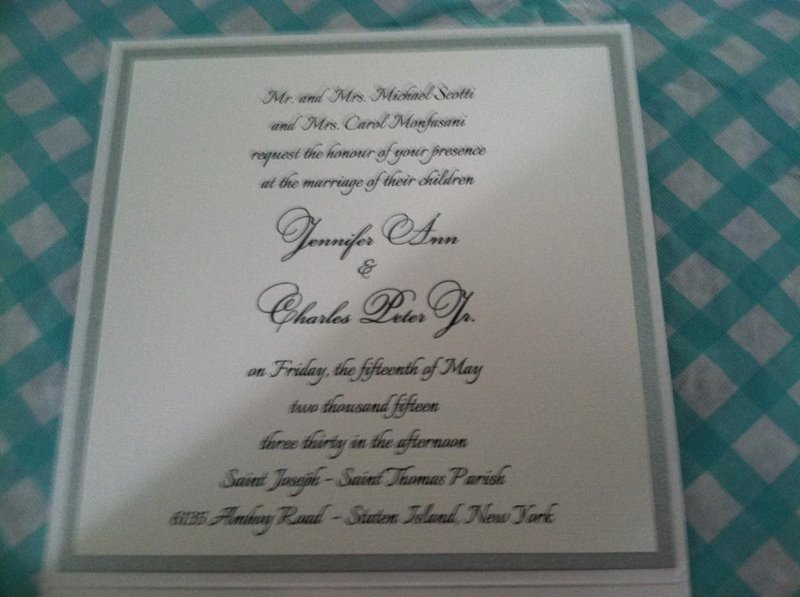 Mr. and Mrs. Michael Scotti
and Mrs. Carol Monfasani
request the honour of your presence
at the marriage of their children
Jennifer Ann
&
Charles Peter Jr.
on Friday, the fifteenth of May
two thousand fifteen
three thirty in the afternoon
Saint Joseph - Saint Thomas Parish
Amboy Road - Staten Island, New York